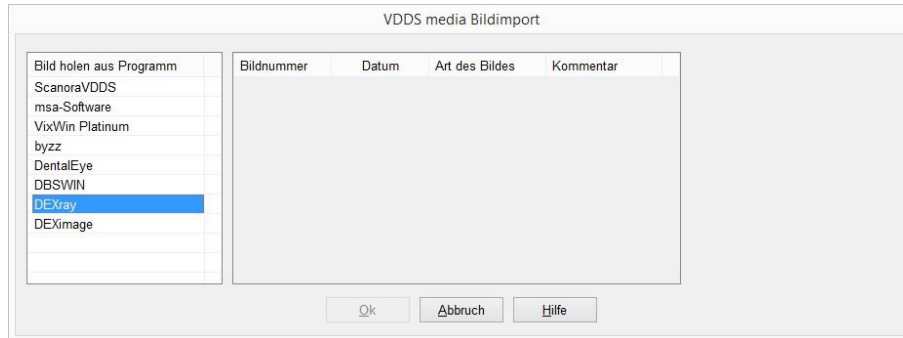 VDDS media Bildimport
Bild holen aus Programm
ScanoraVDDS
msa-Software
VixWin Platinum
byzz
DentalEye
DBSWIN
DEXray
DEXimage
Bildnummer Datum Art des Bildes Kommentar
Ok Abbruch Hilfe